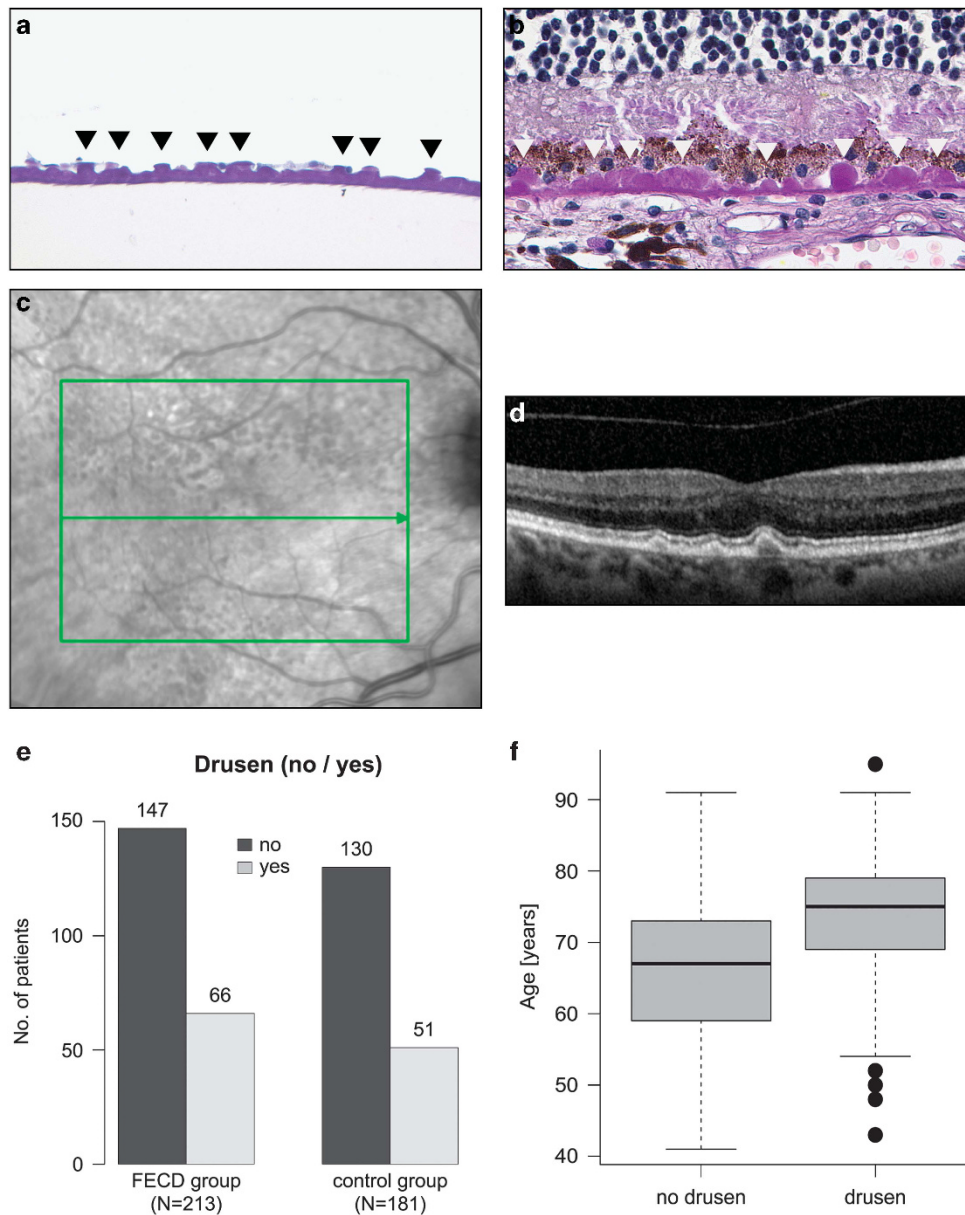 a
b
c
d
e
Drusen (no / yes)
No. of patients
150
100
50
0
147
66
130
51
no
yes
FECD group
(N=213)
control group
(N=181)
f
Age [years]
90
80
70
60
50
40
no drusen
drusen